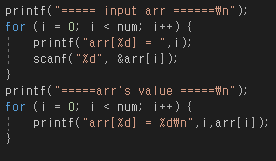 printf("===== input arr ======₩n");
for (i = 0; i < num; i++) {
printf("arr[%d] = ",i);
scanf("%d", &arr[i]);
}
printf("=====arr's value =====₩n");
for (i = 0; i < num; i++) {
printf("arr[%d] = %d₩n",i,arr[i]);
}